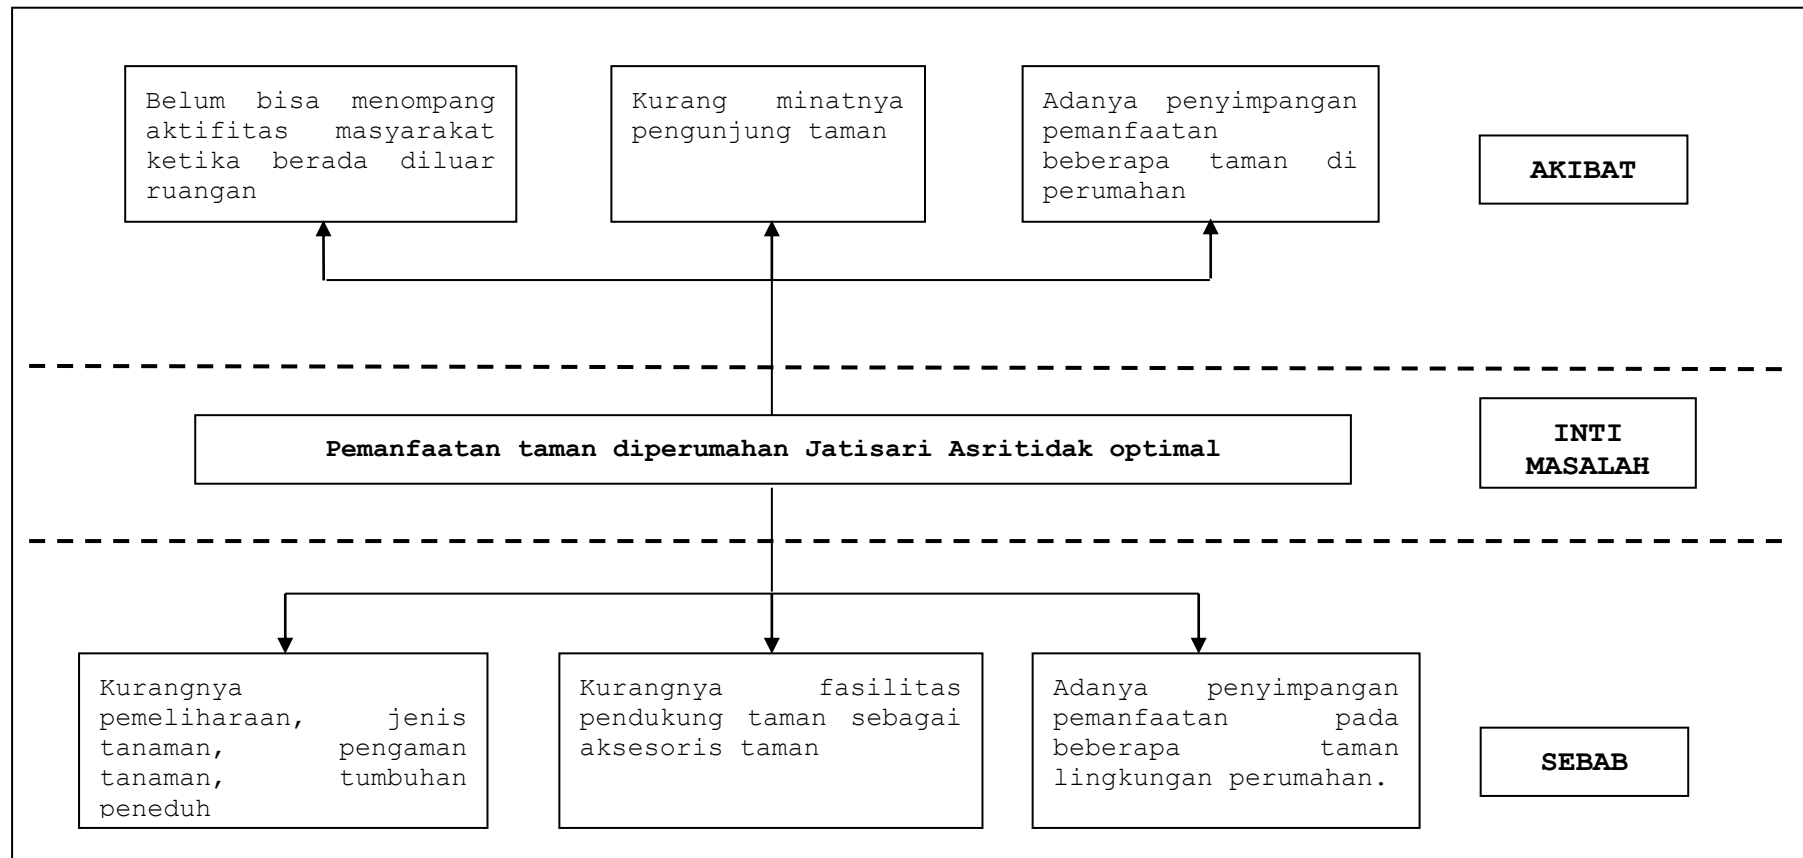 Belum bisa menompang
aktifitas masyarakat
ketika berada diluar
ruangan
Kurang minatnya
pengunjung taman
Adanya penyimpangan
pemanfaatan
beberapa taman di
perumahan
AKIBAT
Pemanfaatan taman diperumahan Jatisari Asritidak optimal
INTI
MASALAH
Kurangnya
pemeliharaan, jenis
tanaman, pengaman
tanaman, tumbuhan
peneduh
Kurangnya fasilitas
pendukung taman sebagai
aksesoris taman
Adanya penyimpangan
pemanfaatan pada
beberapa taman
lingkungan perumahan.
SEBAB